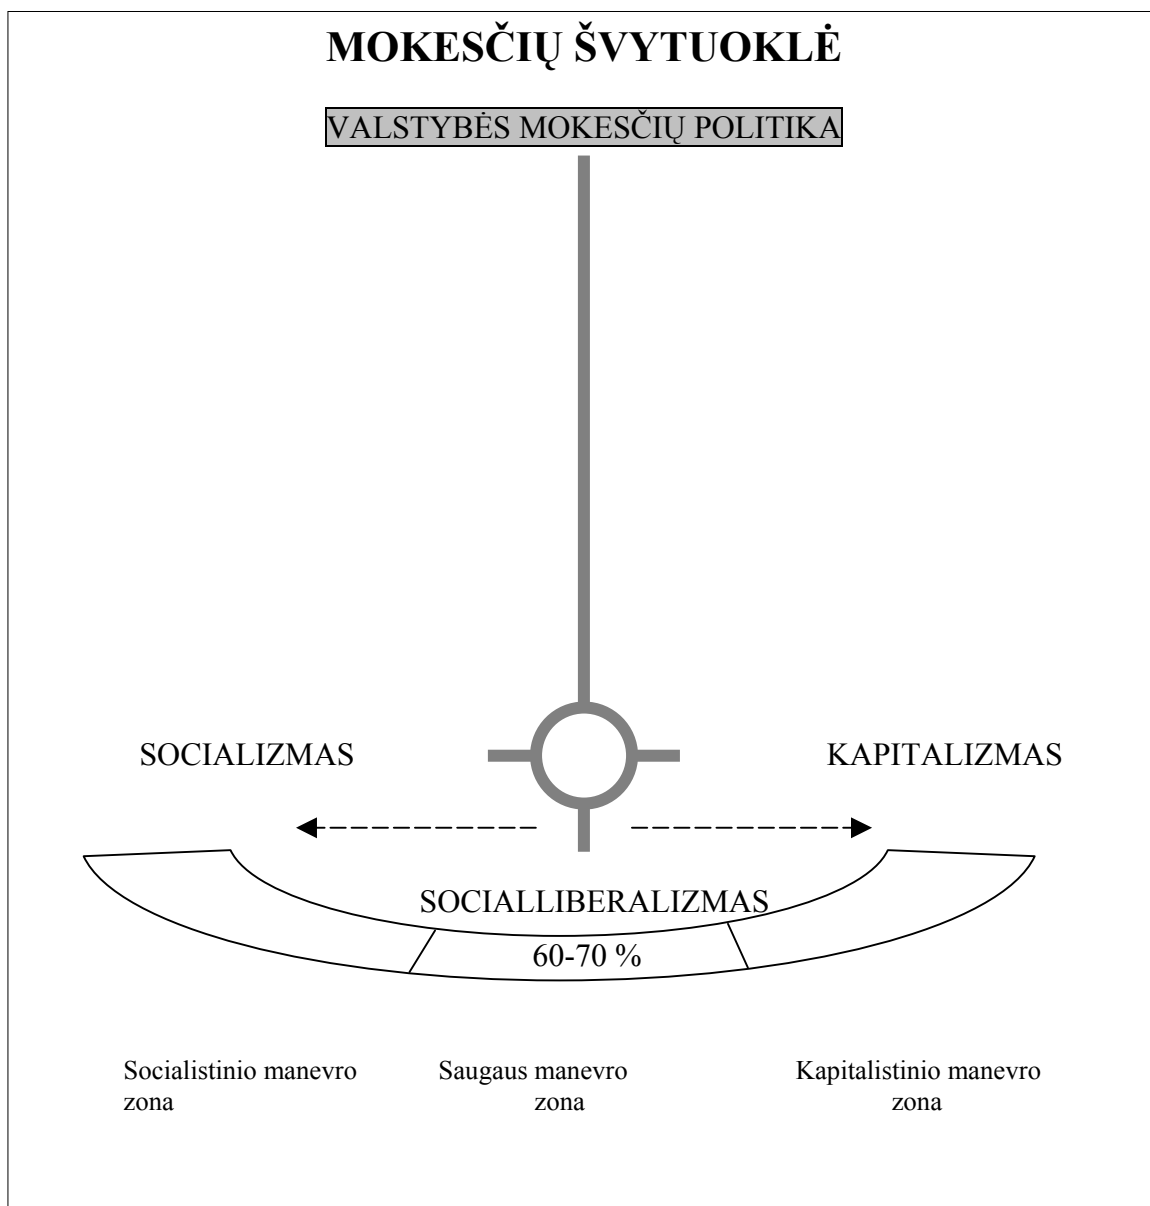 MOKESČIŲ ŠVYTUOKLĖ
VALSTYBĖS MOKESČIŲ POLITIKA
SOCIALIZMAS
KAPITALIZMAS
SOCIALLIBERALIZMAS
60-70 %
Socialistinio manevro
zona
Saugaus manevro
zona
Kapitalistinio manevro
zona